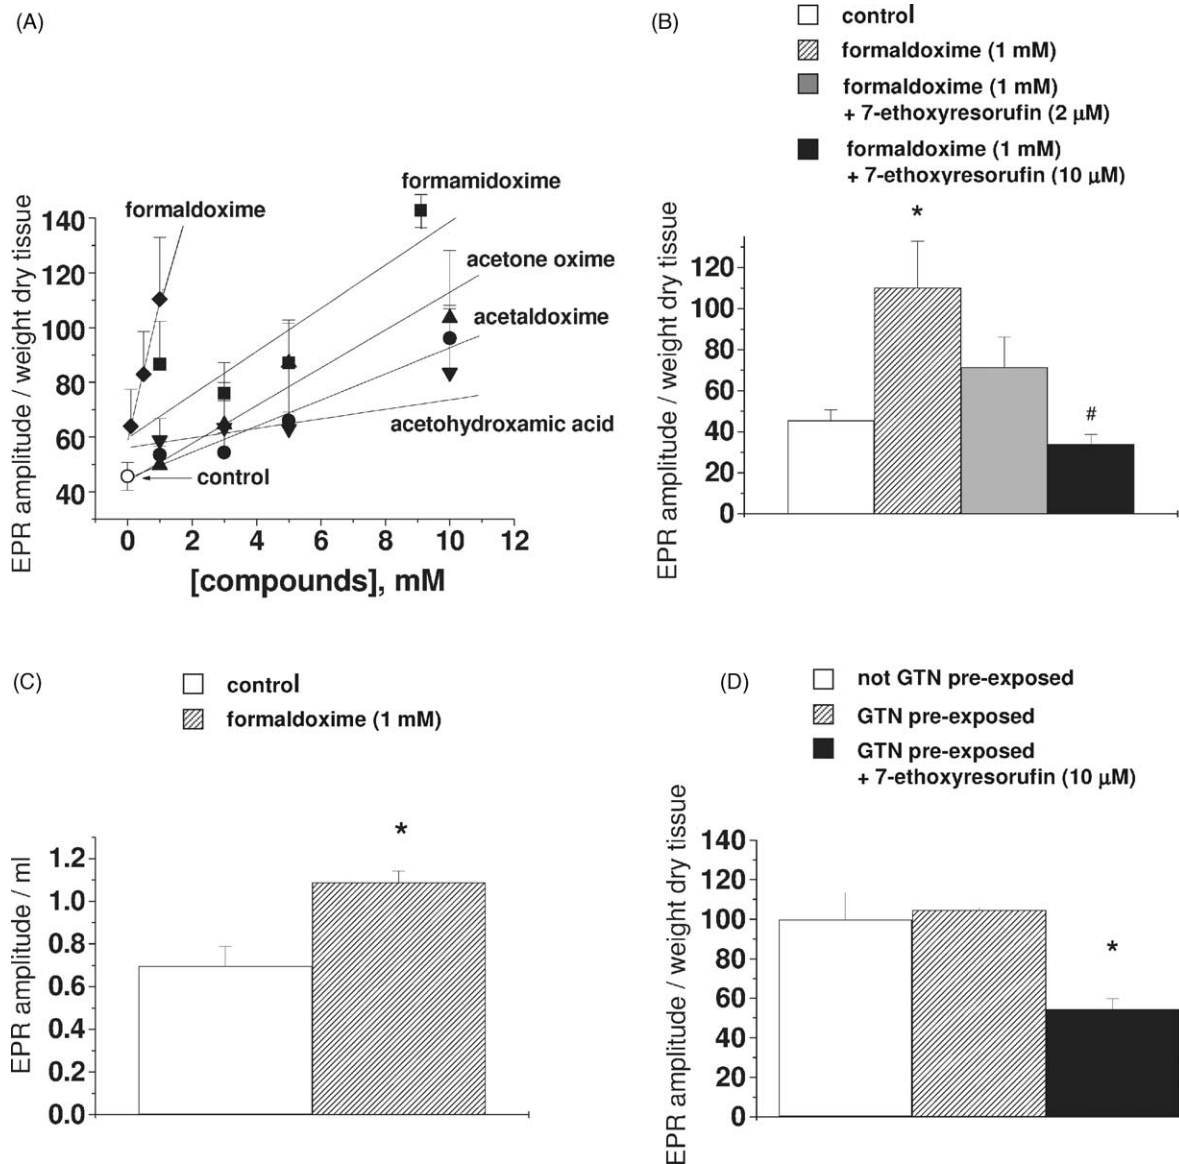 (A)
formaldoxime
formamidoxime
acetone oxime
acetaldoxime
acetohydroxamic acid
control
EPR amplitude / weight dry tissue
140
120
100
80
60
40
0 2 4 6 8 10 12
[compounds], mM
(B)
control
formaldoxime (1 mM)
formaldoxime (1 mM)
+ 7-ethoxyresorufin (2 μM)
formaldoxime (1 mM)
+ 7-ethoxyresorufin (10 μM)
EPR amplitude / weight dry tissue
120
100
80
60
40
20
0
*
#
(C)
control
formaldoxime (1 mM)
EPR amplitude / ml
1.2
1.0
0.8
0.6
0.4
0.2
0.0
*
(D)
not GTN pre-exposed
GTN pre-exposed
GTN pre-exposed
+ 7-ethoxyresorufin (10 μM)
EPR amplitude / weight dry tissue
140
120
100
80
60
40
20
0
*